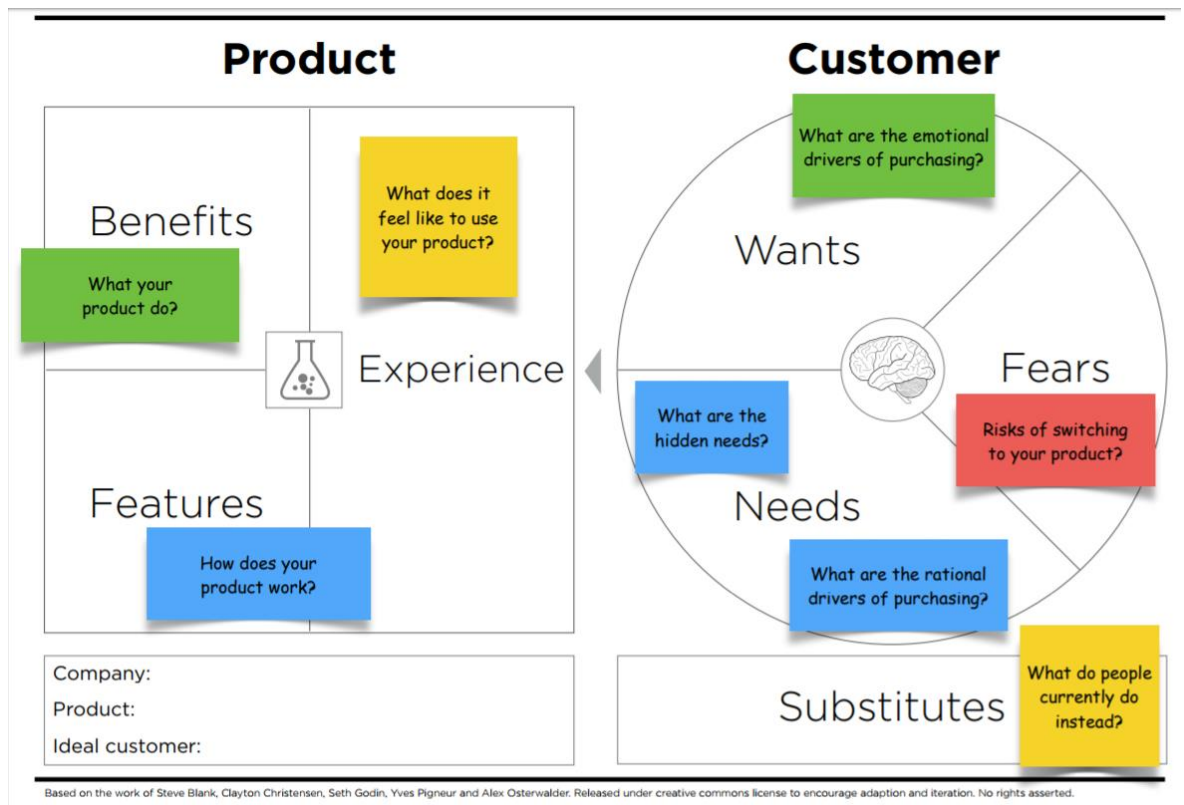 Product
Benefits
What your
product do?
What does it
feel like to use
your product?
Experience
Features
How does your
product work?
Company:
Product:
Ideal customer:
Customer
What are the emotional
drivers of purchasing?
Wants
Fears
Risks of switching
to your product?
What are the
hidden needs?
Needs
What are the rational
drivers of purchasing?
Substitutes
What do people
currently do
instead?
Based on the work of Steve Blank, Clayton Christensen, Seth Godin, Yves Pigneur and Alex Osterwalder. Released under creative commons license to encourage adaption and iteration. No rights asserted.